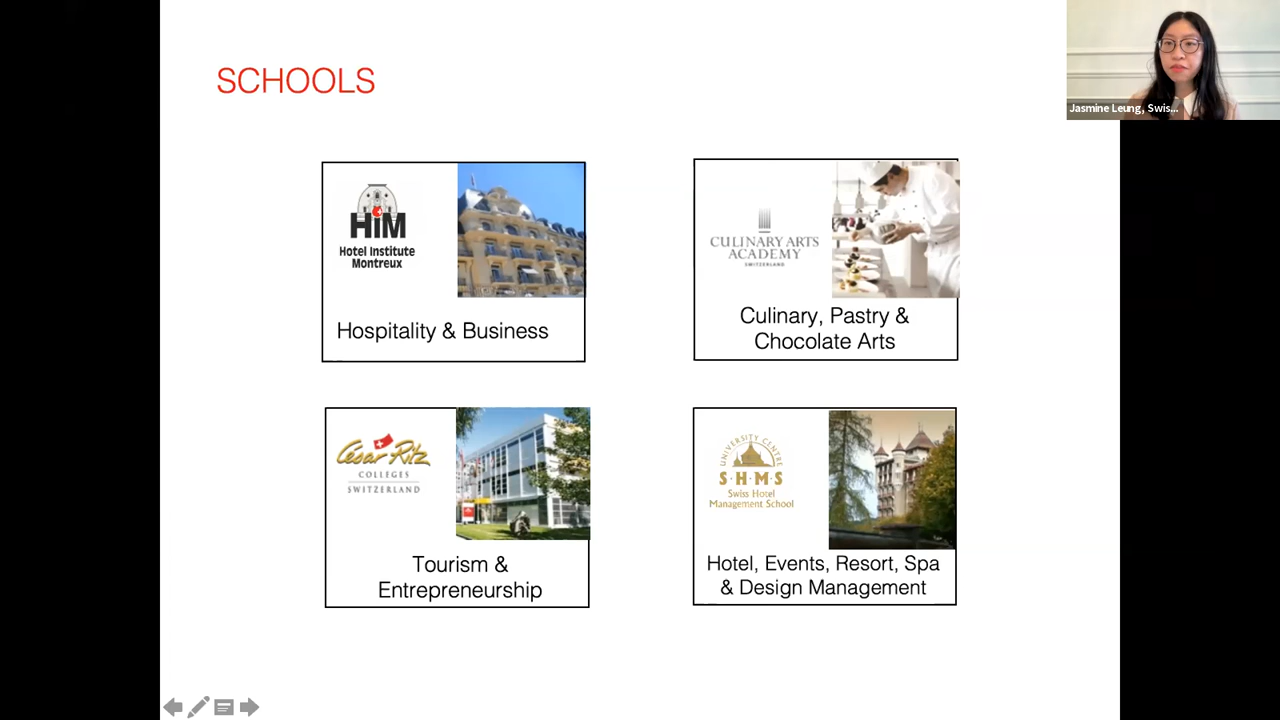 SCHOOLS
Jasmine Leung, Swis...
HIM
Hotel Institute
Montreux
Hospitality & Business
CULINARY ARTS
ACADEMY
SWITZERLAND
Culinary, Pastry &
Chocolate Arts
César Ritz
COLLEGES
SWITZERLAND
Tourism &
Entrepreneurship
UNIVERSITY CENTRE
S·H·M·S
Swiss Hotel
Management School
Hotel, Events, Resort, Spa
& Design Management